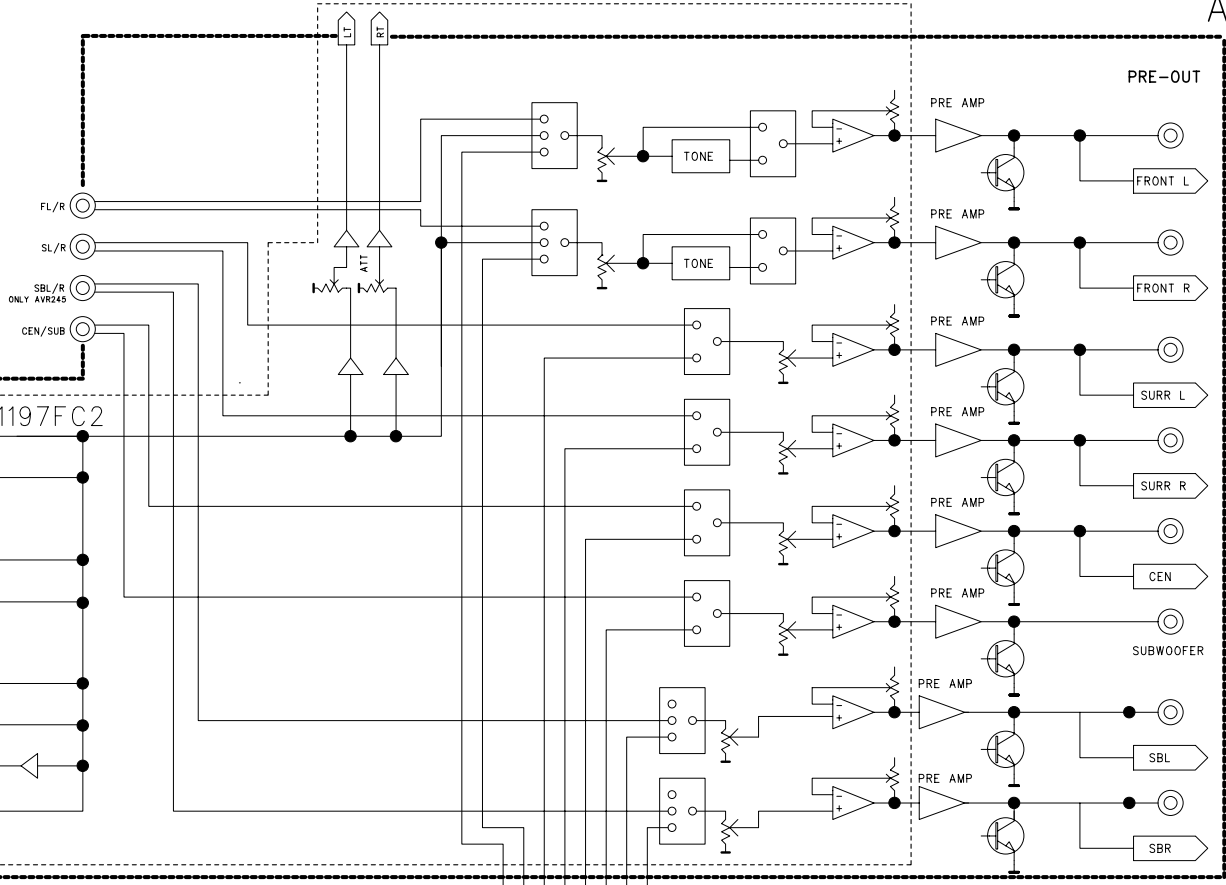 A
LT
RT
PRE-OUT
PRE AMP
TONE
FRONT L
FL/R
PRE AMP
SL/R
ATT
TONE
SBL/R
ONLY AVR245
FRONT R
CEN/SUB
PRE AMP
SURR L
1197FC2
PRE AMP
SURR R
PRE AMP
CEN
PRE AMP
SUBWOOFER
PRE AMP
SBL
PRE AMP
SBR